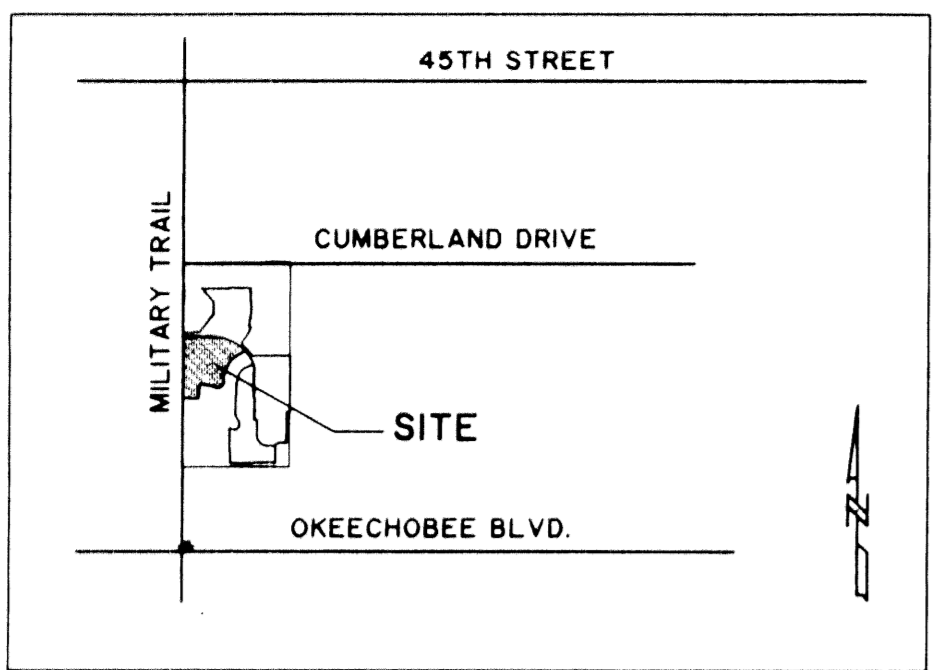 45TH STREET
CUMBERLAND DRIVE
MILITARY TRAIL
SITE
OKEECHOBEE BLVD.
N